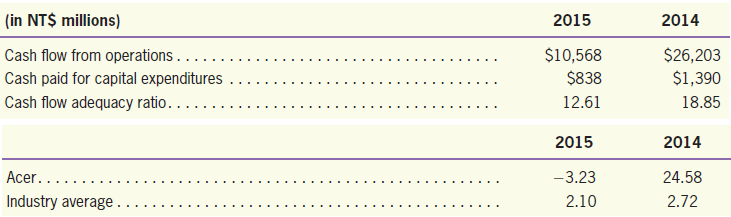 (in NT$ millions) 2015 2014
Cash flow from operations . . . . . . . . . . . . . . . . . . . . . . . . . . . . . . . . . . . . . $10,568 $26,203
Cash paid for capital expenditures . . . . . . . . . . . . . . . . . . . . . . . . . . . . . . . $838 $1,390
Cash flow adequacy ratio. . . . . . . . . . . . . . . . . . . . . . . . . . . . . . . . . . . . . . 12.61 18.85
2015 2014
Acer. . . . . . . . . . . . . . . . . . . . . . . . . . . . . . . . . . . . . . . . . . . . . . . . . . . . . –3.23 24.58
Industry average . . . . . . . . . . . . . . . . . . . . . . . . . . . . . . . . . . . . . . . . . . . . 2.10 2.72